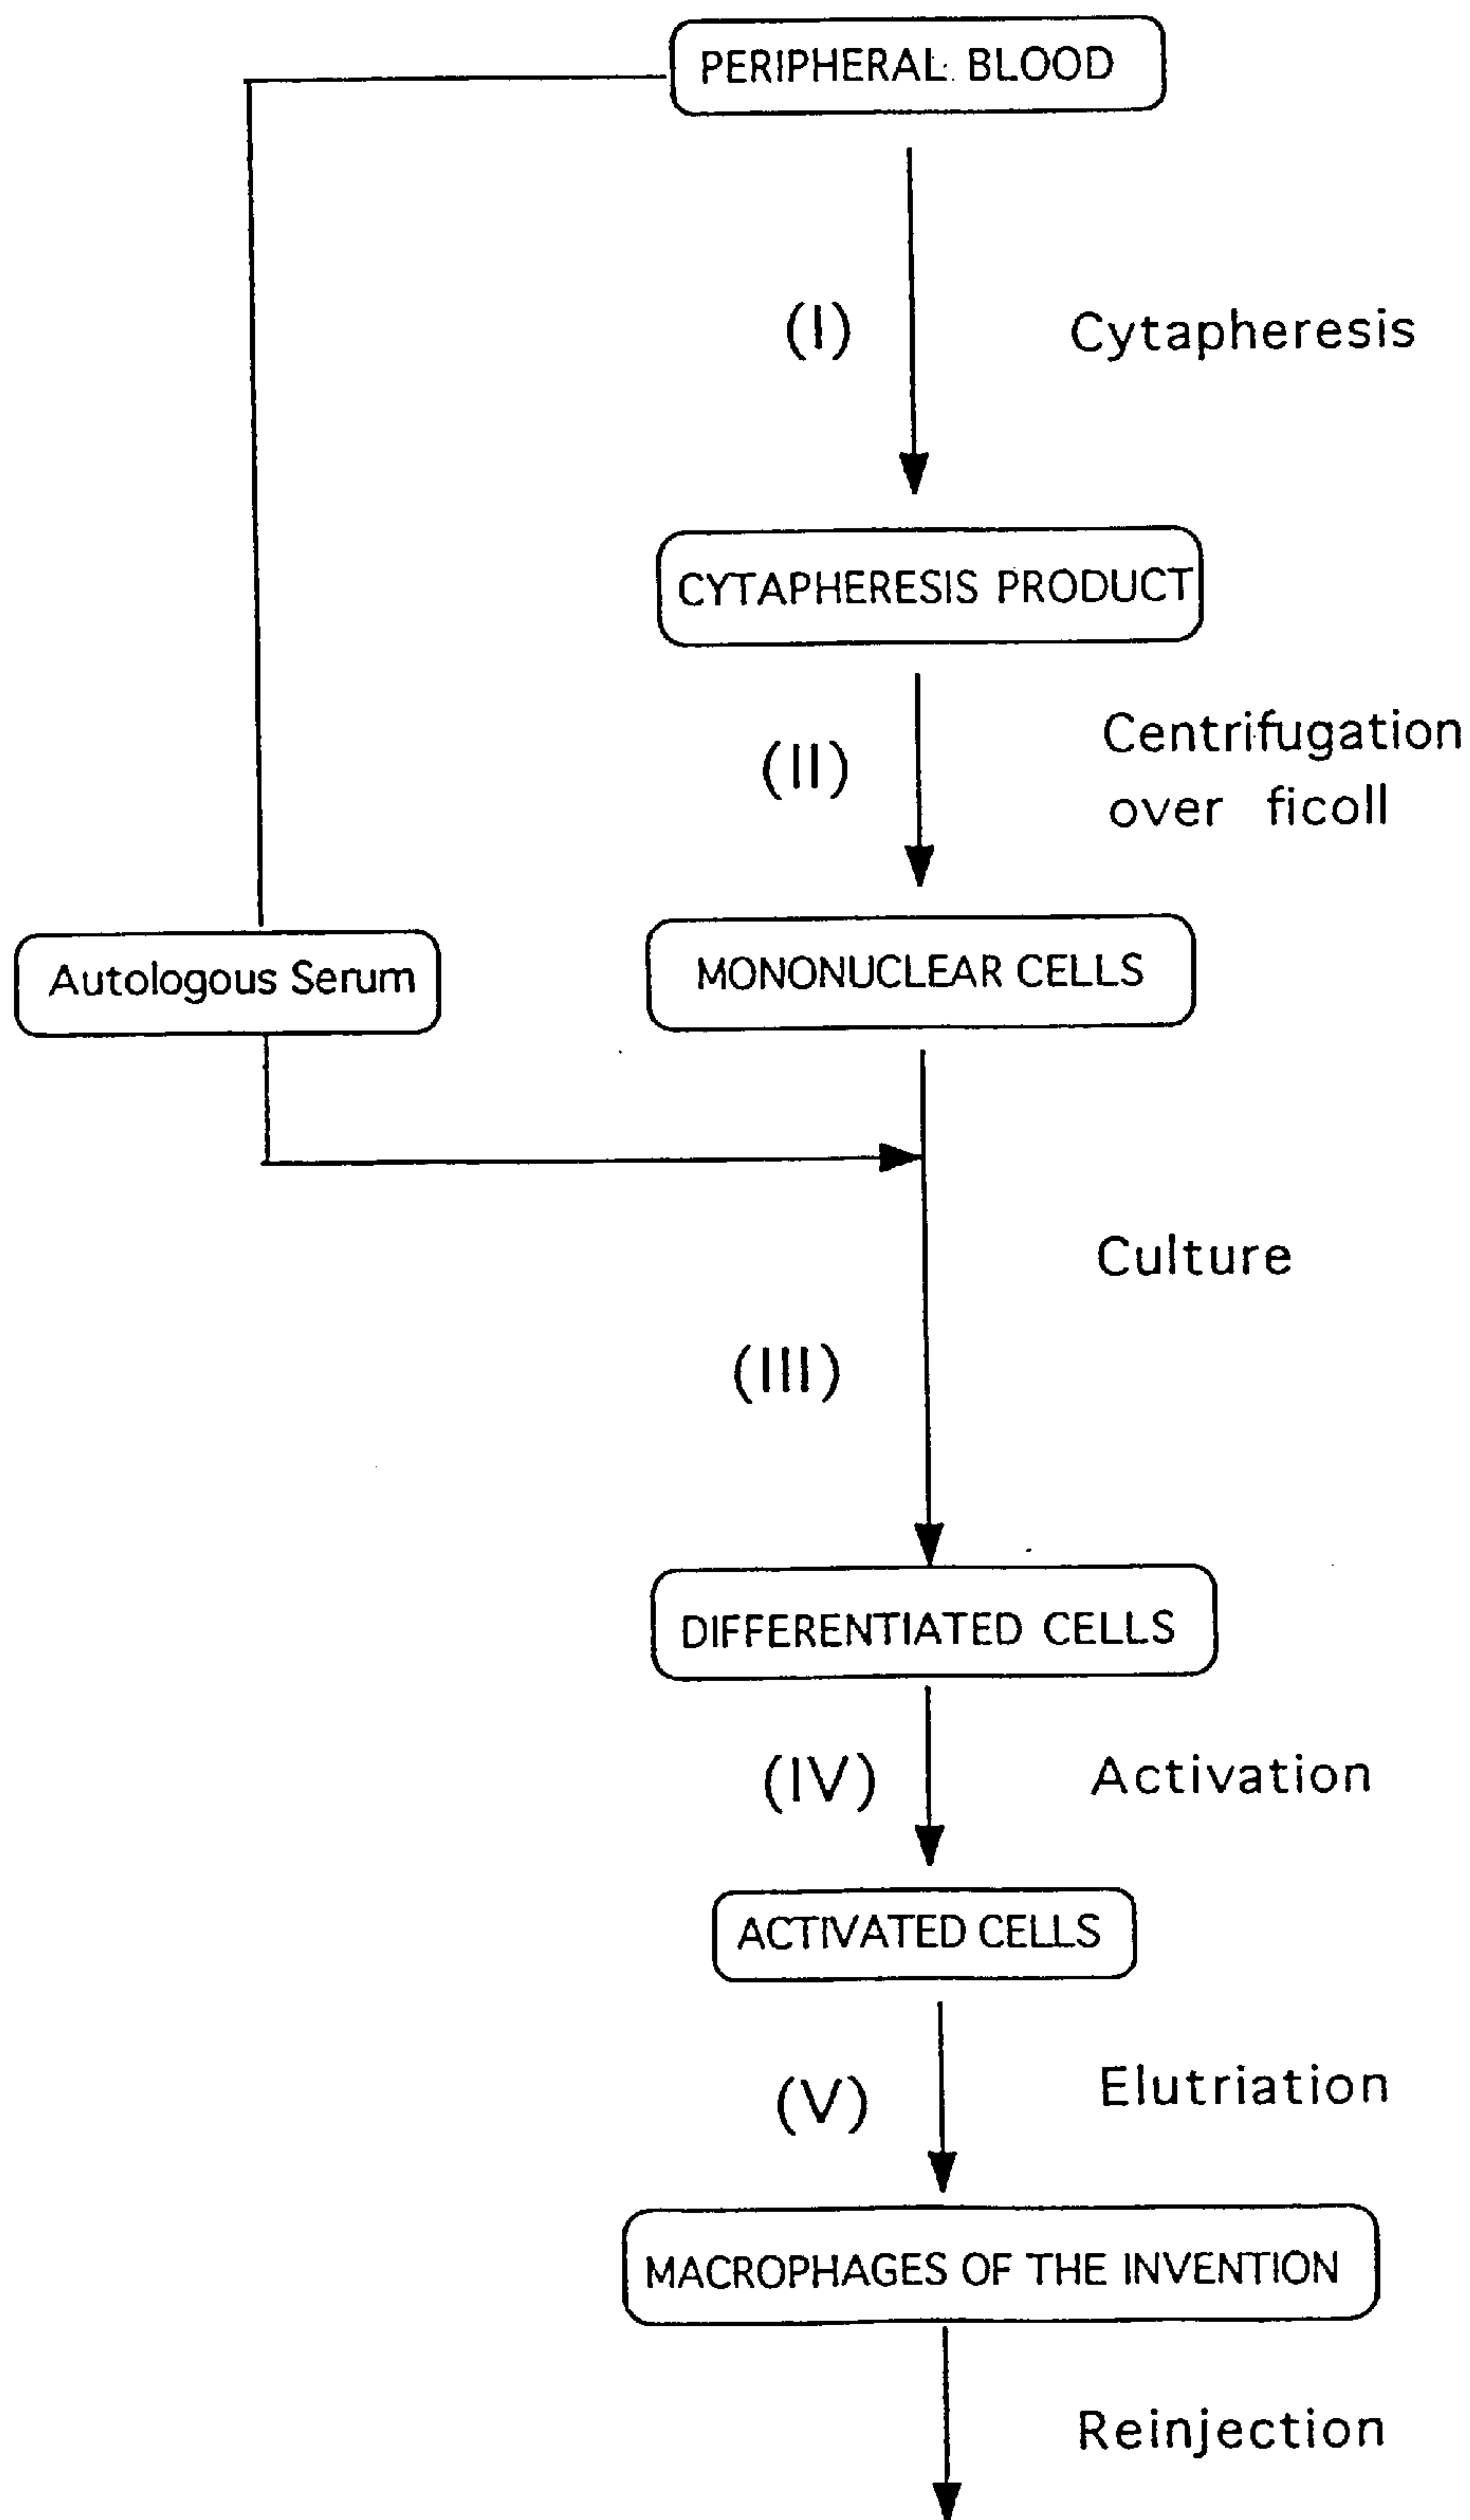 PERIPHERAL BLOOD
(I) Cytapheresis
CYTAPHERESIS PRODUCT
(II) Centrifugation
over ficoll
Autologous Serum
MONONUCLEAR CELLS
Culture
(III)
DIFFERENTIATED CELLS
(IV) Activation
ACTIVATED CELLS
(V) Elutriation
MACROPHAGES OF THE INVENTION
Reinjection